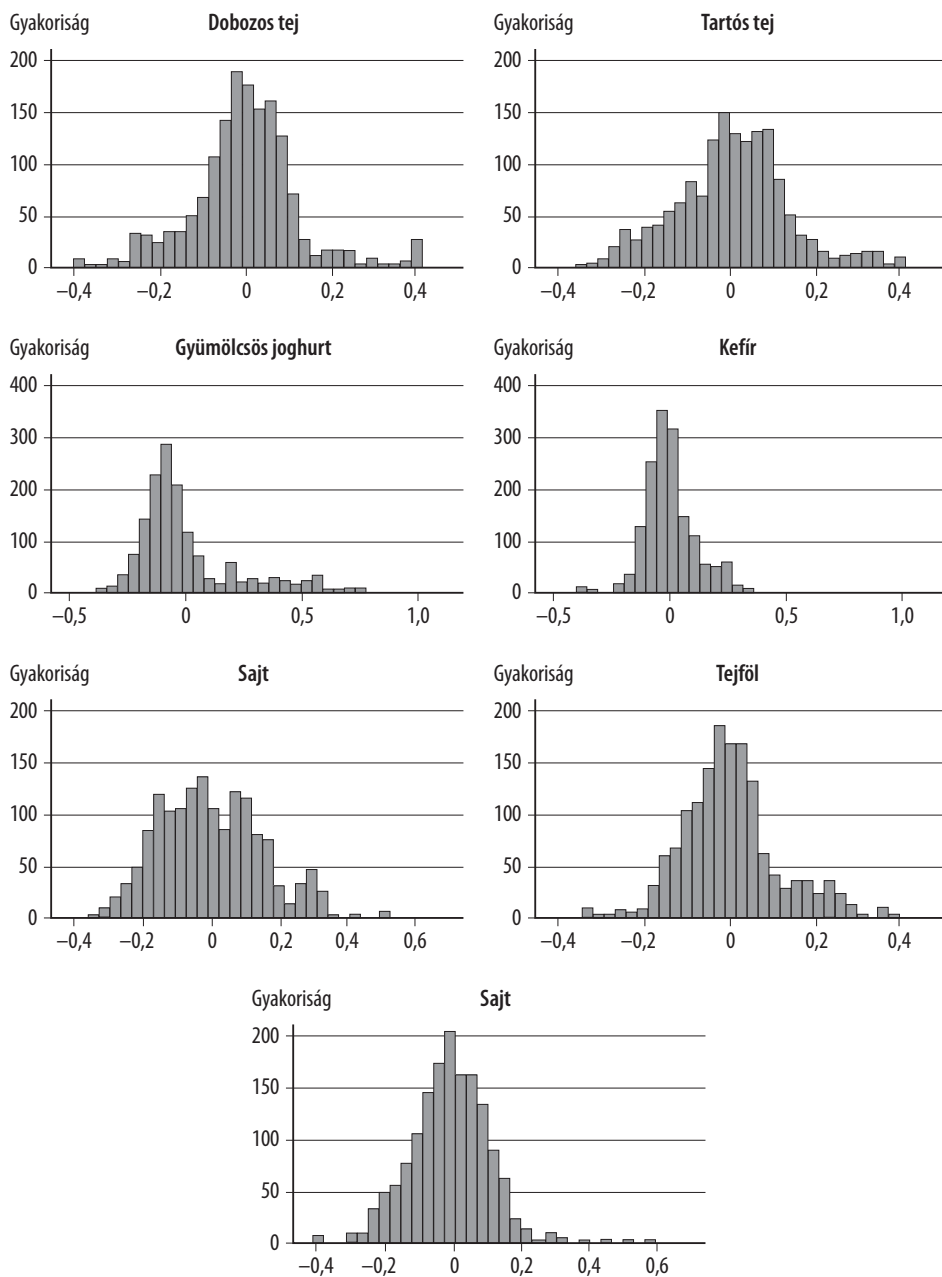 Gyakoriság Dobozos tej
200
150
100
50
0
−0,4 −0,2 0 0,2 0,4
Gyakoriság Tartós tej
200
150
100
50
0
−0,4 −0,2 0 0,2 0,4
Gyakoriság Gyümölcsös joghurt
400
300
200
100
0
−0,5 0 0,5 1,0
Gyakoriság Kefír
400
300
200
100
0
−0,5 0 0,5 1,0
Gyakoriság Sajt
200
150
100
50
0
−0,4 −0,2 0 0,2 0,4 0,6
Gyakoriság Tejföl
200
150
100
50
0
−0,4 −0,2 0 0,2 0,4
Gyakoriság Sajt
200
150
100
50
0
−0,4 −0,2 0 0,2 0,4 0,6